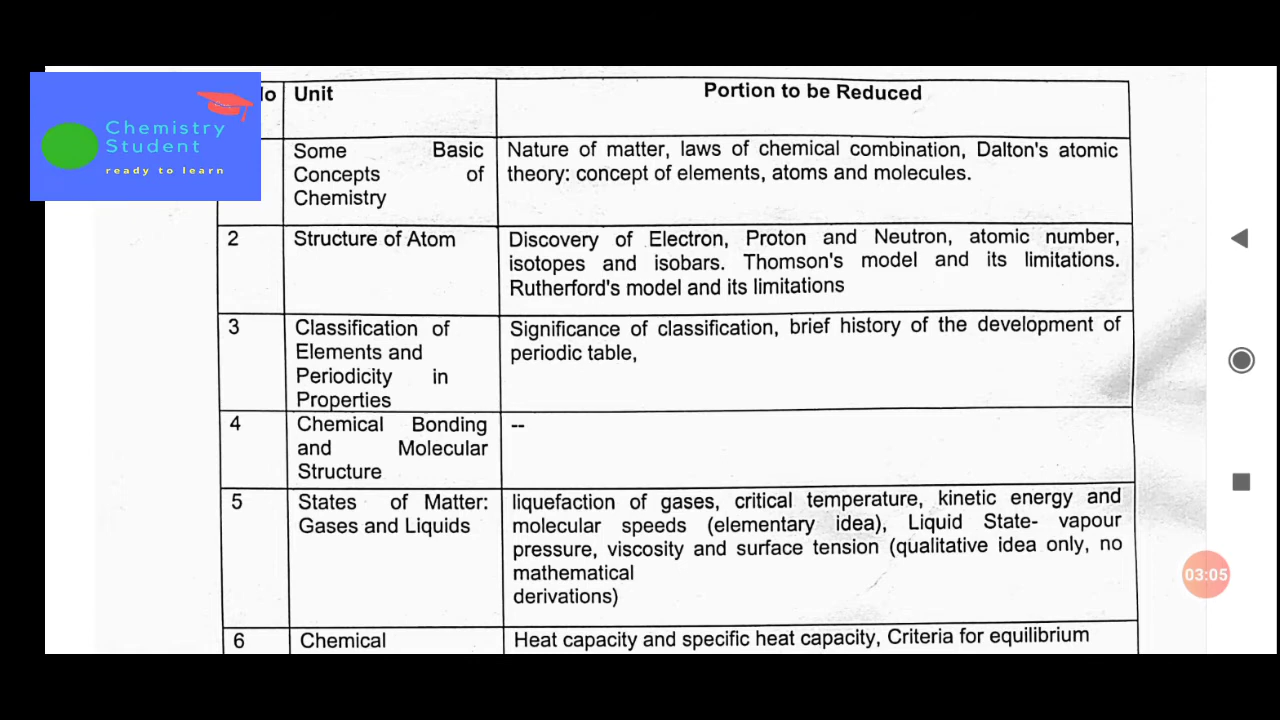 Chemistry
Student
ready to learn
lo Unit Portion to be Reduced
Some Basic Nature of matter, laws of chemical combination, Dalton's atomic
Concepts of theory: concept of elements, atoms and molecules.
Chemistry
2 Structure of Atom Discovery of Electron, Proton and Neutron, atomic number,
isotopes and isobars. Thomson's model and its limitations.
Rutherford's model and its limitations
3 Classification of Significance of classification, brief history of the development of
Elements and periodic table,
Periodicity in
Properties
4 Chemical Bonding --
and Molecular
Structure
5 States of Matter: liquefaction of gases, critical temperature, kinetic energy and
Gases and Liquids molecular speeds (elementary idea), Liquid State- vapour
pressure, viscosity and surface tension (qualitative idea only, no
mathematical
derivations)
03:05
6 Chemical Heat capacity and specific heat capacity, Criteria for equilibrium